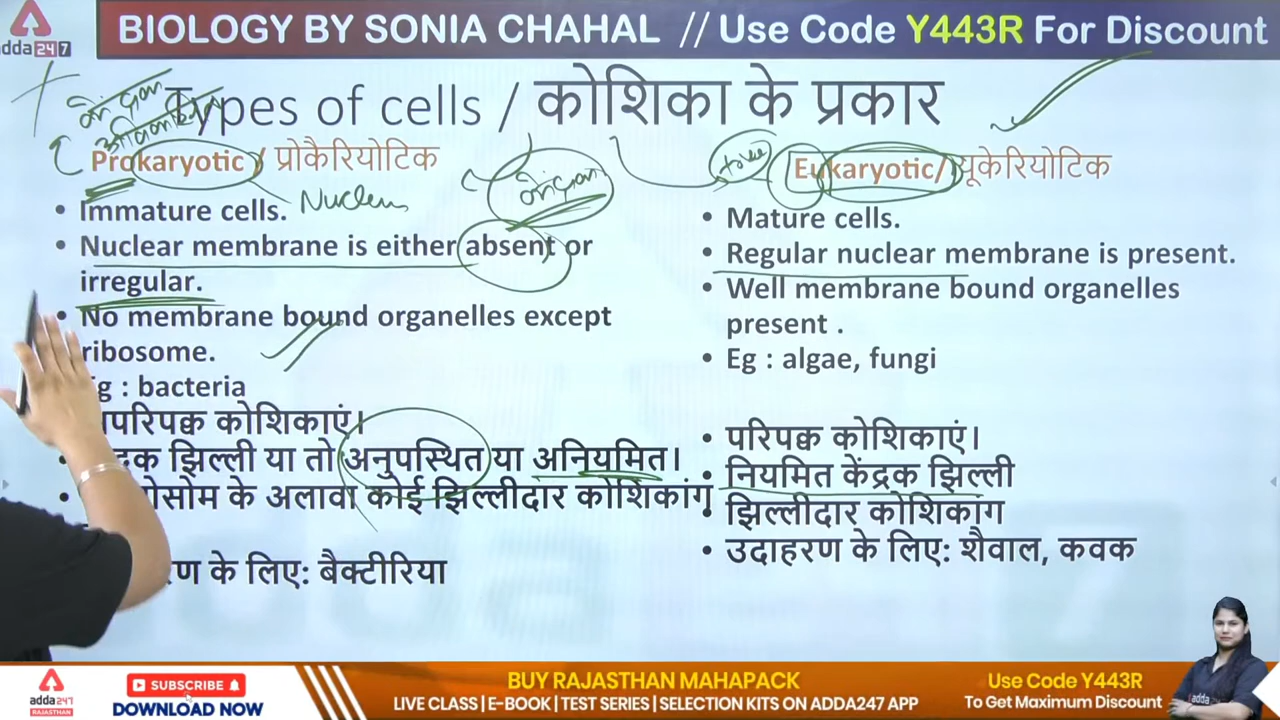 BIOLOGY BY SONIA CHAHAL // Use Code Y443R For Discount
adda247
Types of cells / कोशिका के प्रकार
Prokaryotic / प्रोकैरियोटिक
Nucleus
• Immature cells.
• Nuclear membrane is either absent or
irregular.
• No membrane bound organelles except
ribosome.
: bacteria
कोशिकाएं।
झिल्ली या तो अनुपस्थित या अनियमित।
के अलावा कोई झिल्लीदार कोशिकांग
के लिए: बैक्टीरिया
true
Eukaryotic/ यूकेरियोटिक
• Mature cells.
• Regular nuclear membrane is present.
• Well membrane bound organelles
present .
• Eg : algae, fungi
• परिपक्व कोशिकाएं।
• नियमित केंद्रक झिल्ली
• झिल्लीदार कोशिकांग
• उदाहरण के लिए: शैवाल, कवक
adda247
RAJASTHAN
SUBSCRIBE
DOWNLOAD NOW
BUY RAJASTHAN MAHAPACK
LIVE CLASS | E-BOOK | TEST SERIES | SELECTION KITS ON ADDA247 APP
Use Code Y443R
To Get Maximum Discount